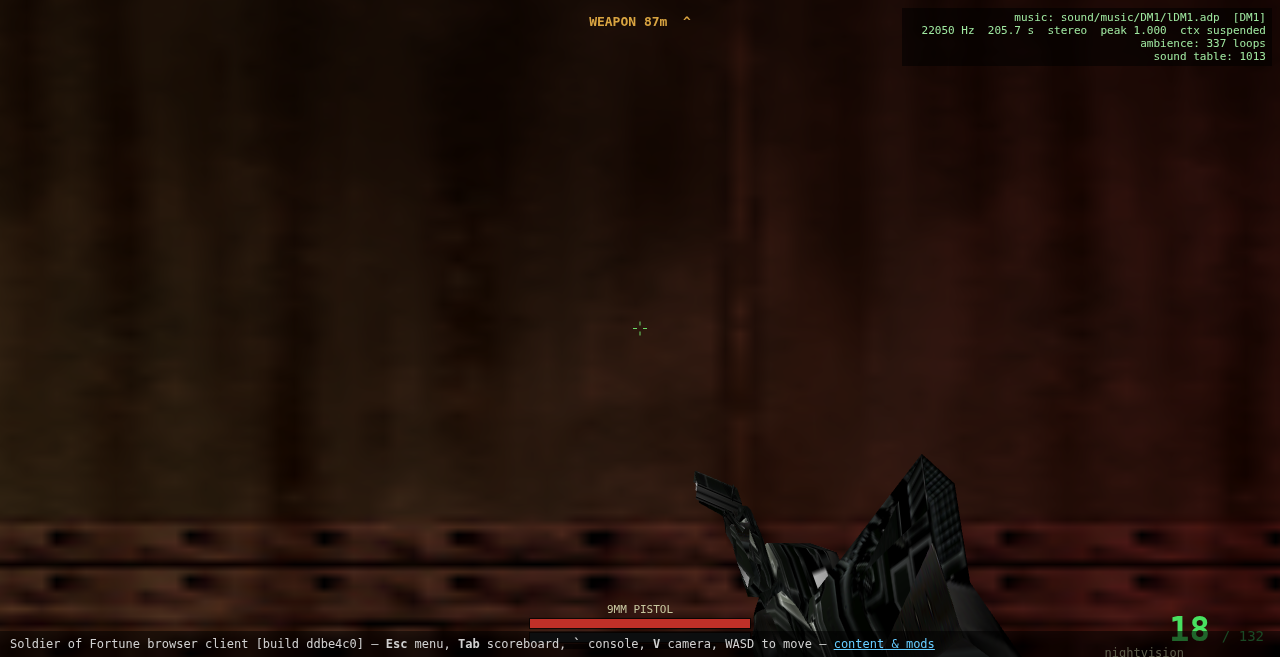 WEAPON 87m ^
music: sound/music/DM1/lDM1.adp [DM1]
22050 Hz 205.7 s stereo peak 1.000 ctx suspended
ambience: 337 loops
sound table: 1013
9MM PISTOL
18 / 132
Soldier of Fortune browser client [build ddbe4c0] — Esc menu, Tab scoreboard, ` console, V camera, WASD to move — content & mods
nightvision